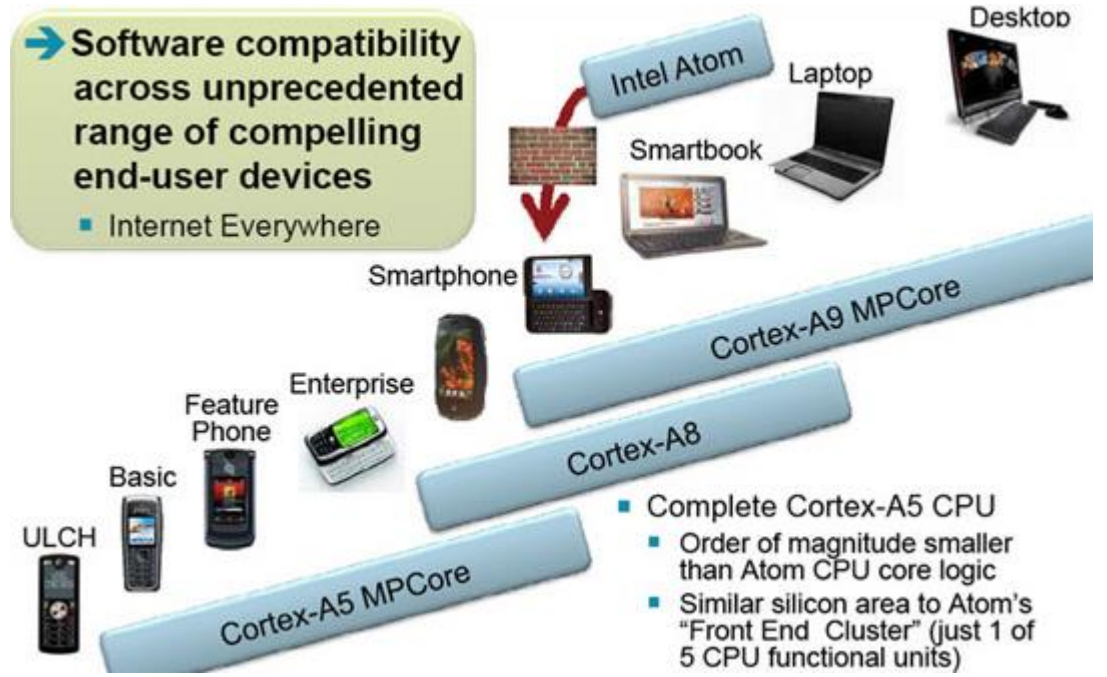 Software compatibility
across unprecedented
range of compelling
end-user devices
Internet Everywhere
Desktop
Intel Atom
Laptop
Smartbook
Smartphone
Cortex-A9 MPCore
Enterprise
Feature
Phone
Cortex-A8
Basic
ULCH
Cortex-A5 MPCore
Complete Cortex-A5 CPU
Order of magnitude smaller
than Atom CPU core logic
Similar silicon area to Atom's
“Front End Cluster” (just 1 of
5 CPU functional units)